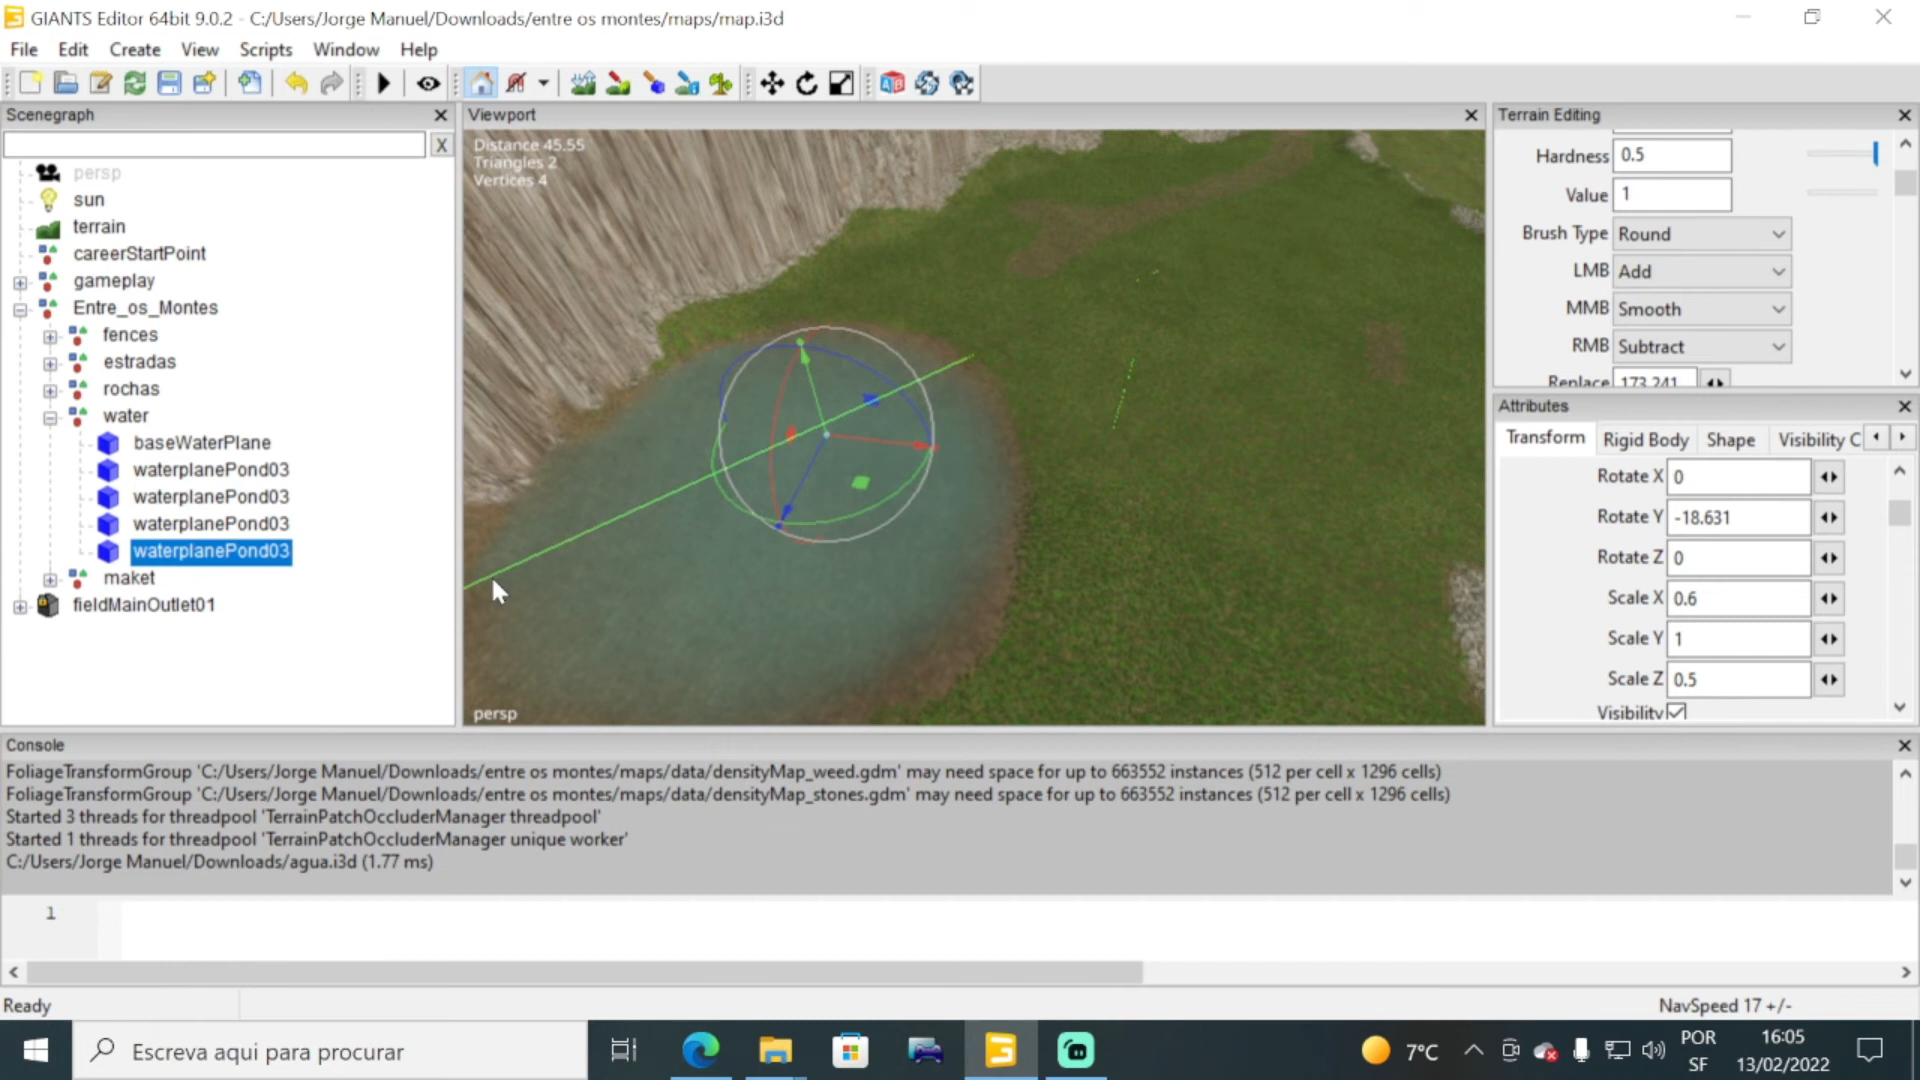 GIANTS Editor 64bit 9.0.2 - C:/Users/Jorge Manuel/Downloads/entre os montes/maps/map.i3d
File Edit Create View Scripts Window Help
Scenegraph
X
persp
sun
terrain
careerStartPoint
gameplay
Entre_os_Montes
fences
estradas
rochas
water
baseWaterPlane
waterplanePond03
waterplanePond03
waterplanePond03
waterplanePond03
maket
fieldMainOutlet01
Viewport
Distance 45.55
Triangles 2
Vertices 4
persp
Terrain Editing
Hardness 0.5
Value 1
Brush Type Round
LMB Add
MMB Smooth
RMB Subtract
Replace 173.241
Attributes
Transform Rigid Body Shape Visibility C
Rotate X 0
Rotate Y -18.631
Rotate Z 0
Scale X 0.6
Scale Y 1
Scale Z 0.5
Visibility
Console
FoliageTransformGroup 'C:/Users/Jorge Manuel/Downloads/entre os montes/maps/data/densityMap_weed.gdm' may need space for up to 663552 instances (512 per cell x 1296 cells)
FoliageTransformGroup 'C:/Users/Jorge Manuel/Downloads/entre os montes/maps/data/densityMap_stones.gdm' may need space for up to 663552 instances (512 per cell x 1296 cells)
Started 3 threads for threadpool 'TerrainPatchOccluderManager threadpool'
Started 1 threads for threadpool 'TerrainPatchOccluderManager unique worker'
C:/Users/Jorge Manuel/Downloads/agua.i3d (1.77 ms)
1
Ready
NavSpeed 17 +/-
Escreva aqui para procurar
7°C
POR
SF
16:05
13/02/2022